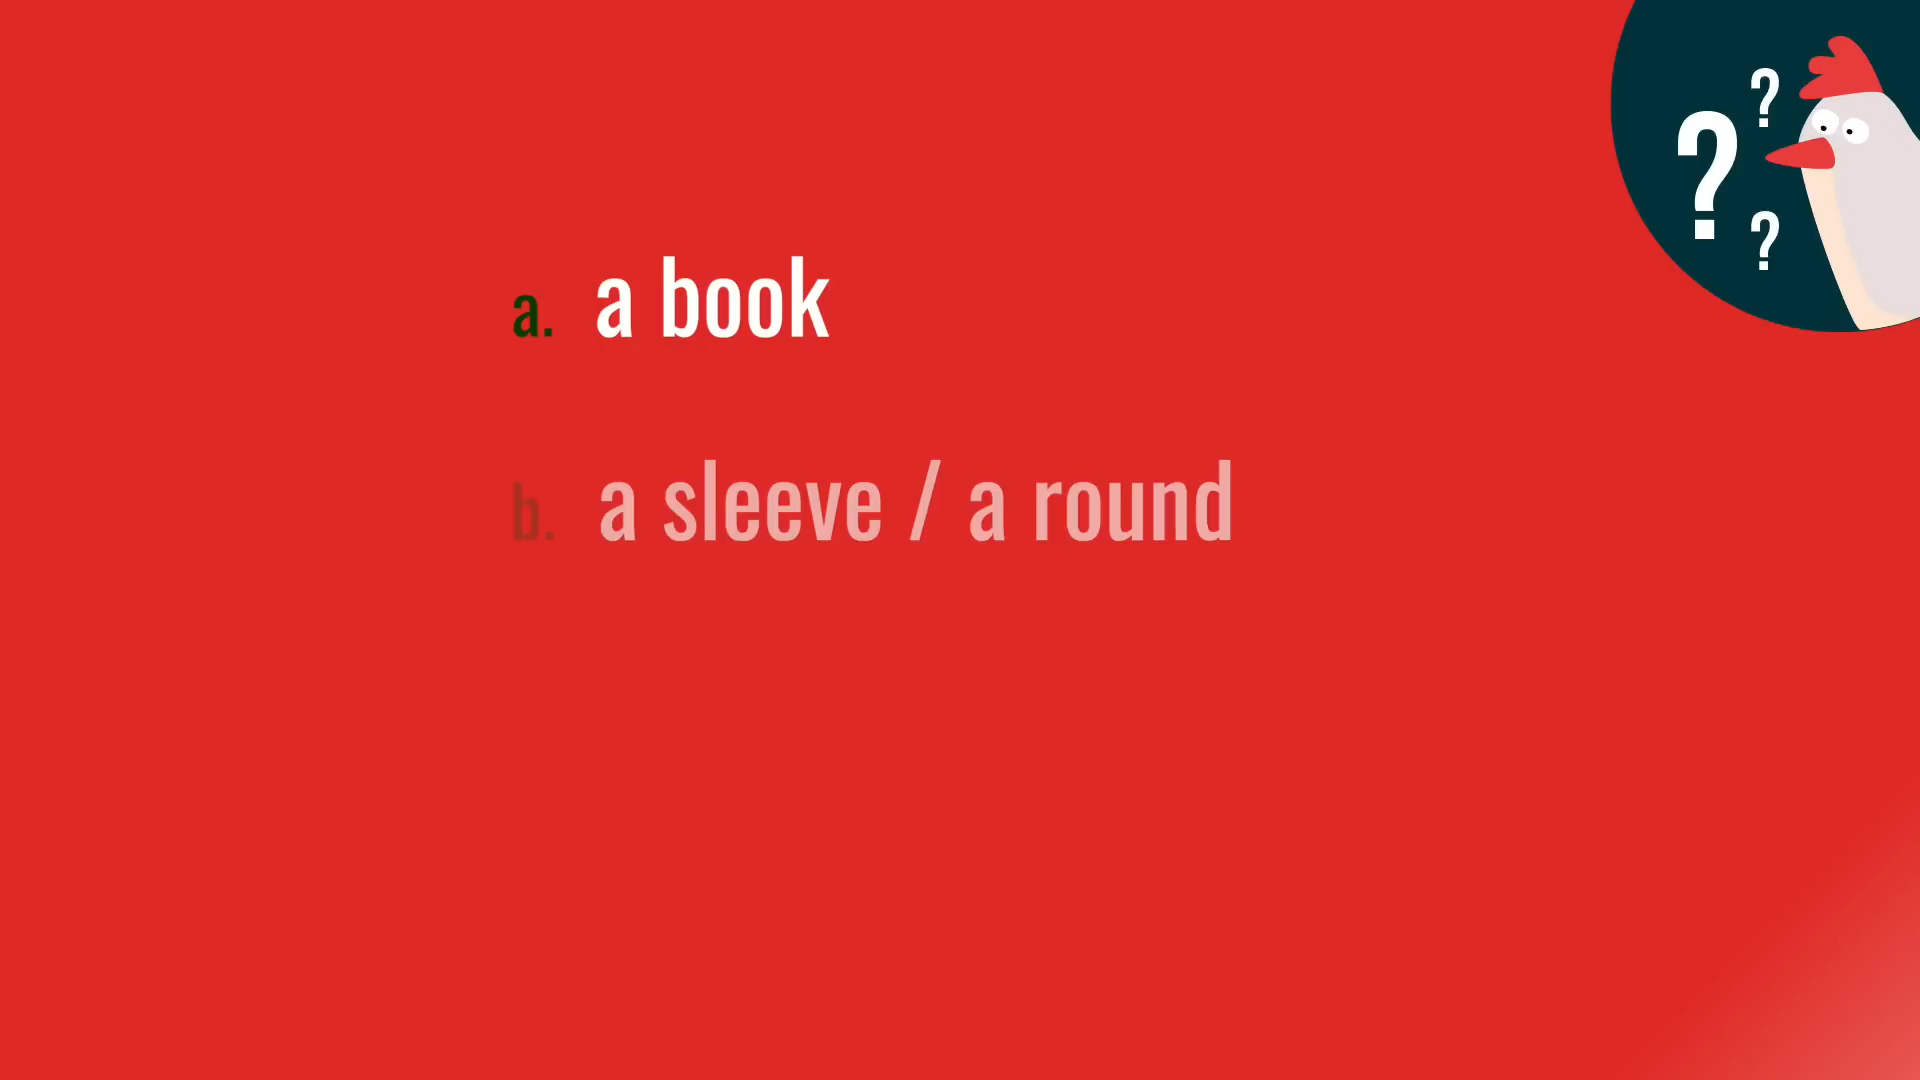 ?
?
?
a. a book
b. a sleeve / a round